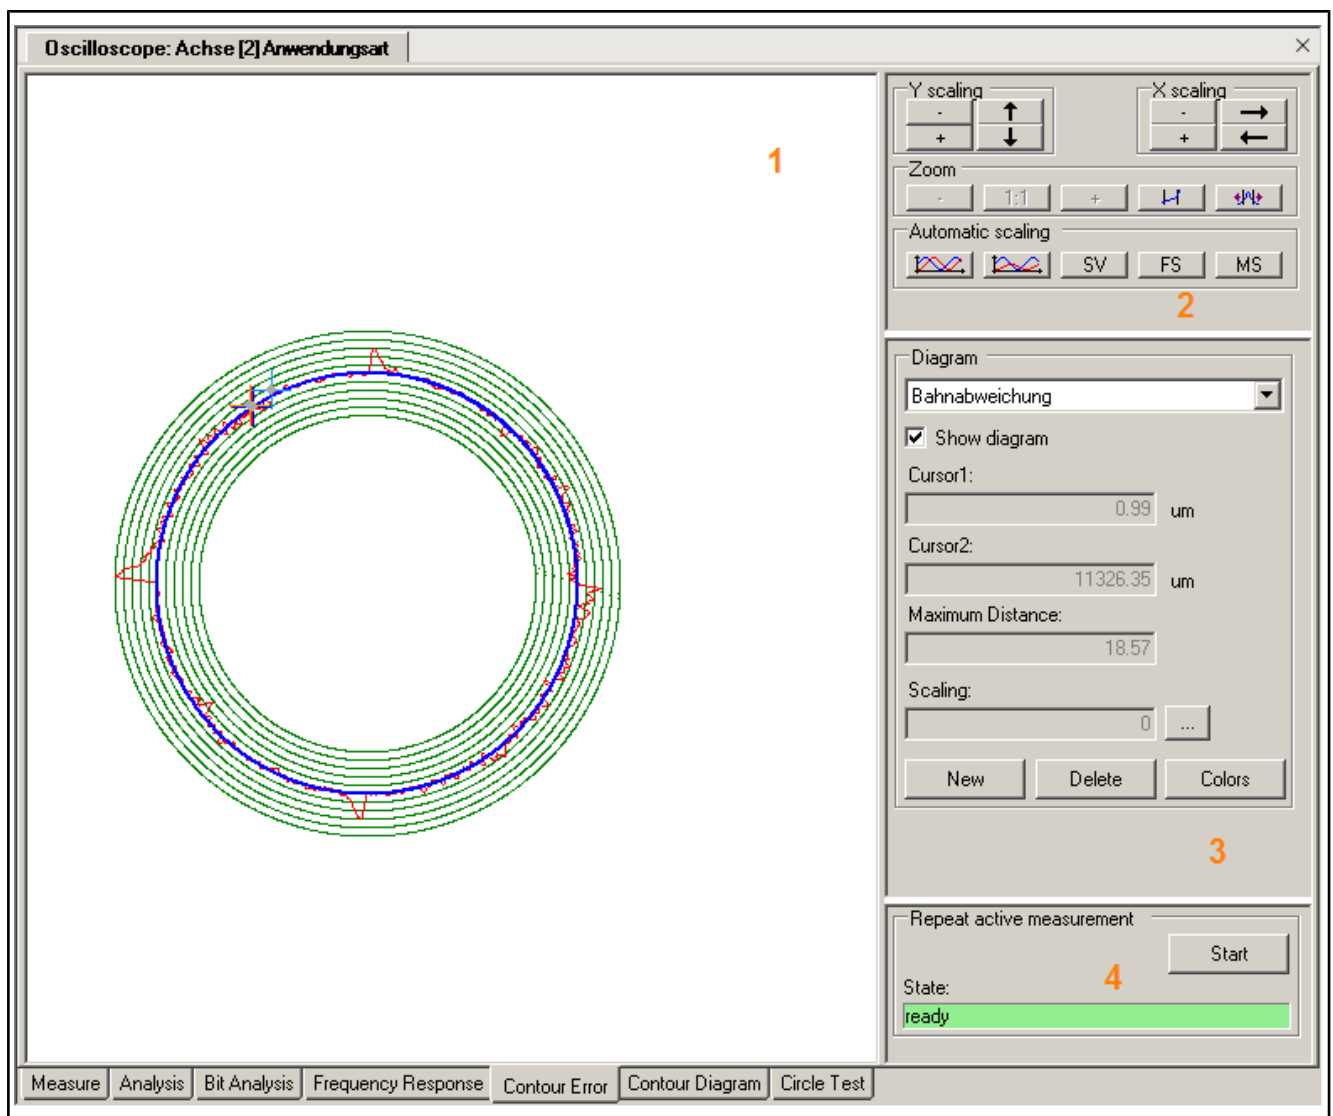 Oscilloscope: Achse [2] Anwendungsart
1
Y scaling
X scaling
-
-
+
+
Zoom
-
1:1
+
Automatic scaling
SV
FS
MS
2
Diagram
Bahnabweichung
Show diagram
Cursor1:
0.99 um
Cursor2:
11326.35 um
Maximum Distance:
18.57
Scaling:
0 ...
New Delete Colors
3
Repeat active measurement
Start
4
State:
ready
Measure Analysis Bit Analysis Frequency Response Contour Error Contour Diagram Circle Test